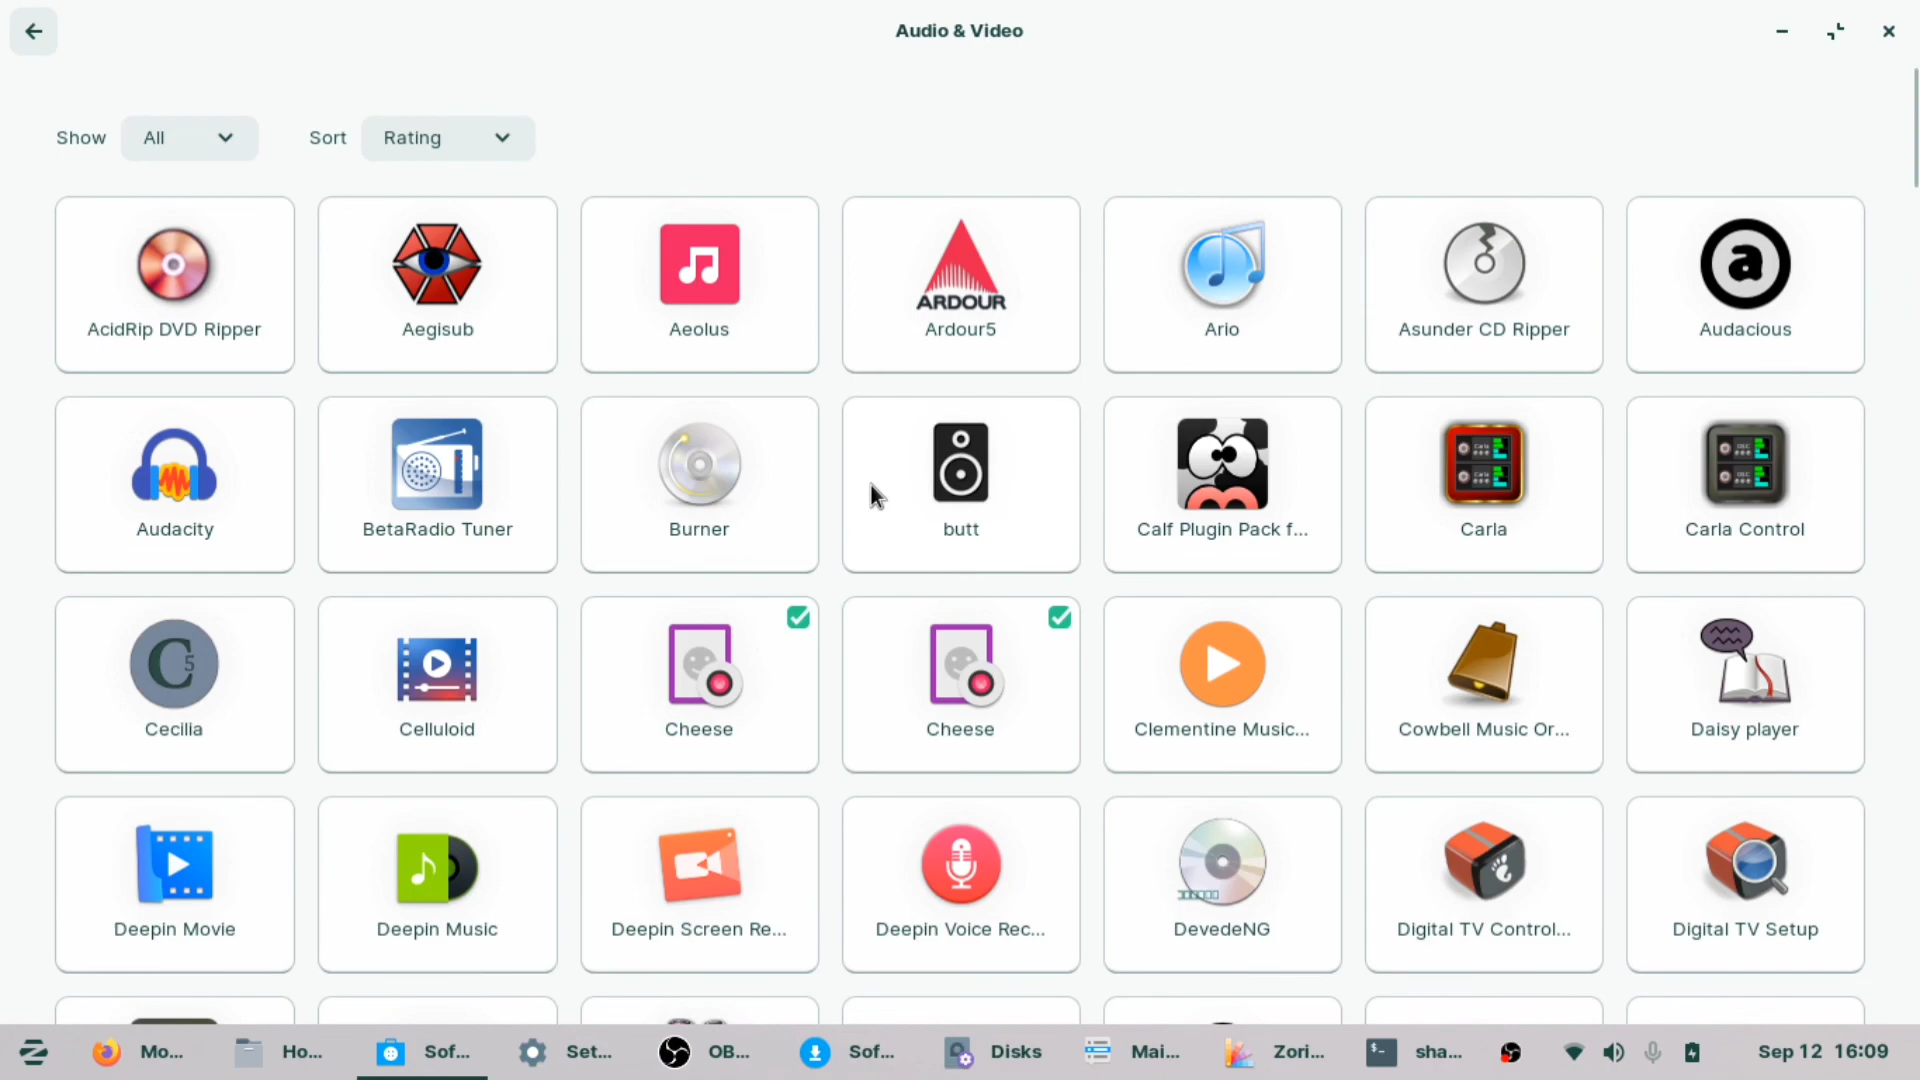 Audio & Video
Show All Sort Rating
ARDOUR
AcidRip DVD Ripper Aegisub Aeolus Ardour5 Ario Asunder CD Ripper Audacious
Audacity BetaRadio Tuner Burner butt Calf Plugin Pack f... Carla Carla Control
Cecilia Celluloid Cheese Cheese Clementine Music... Cowbell Music Or... Daisy player
Deepin Movie Deepin Music Deepin Screen Re... Deepin Voice Rec... DevedeNG Digital TV Control... Digital TV Setup
Mo... Ho... Sof... Set... OB... Sof... Disks Mai... Zori... sha... Sep 12 16:09